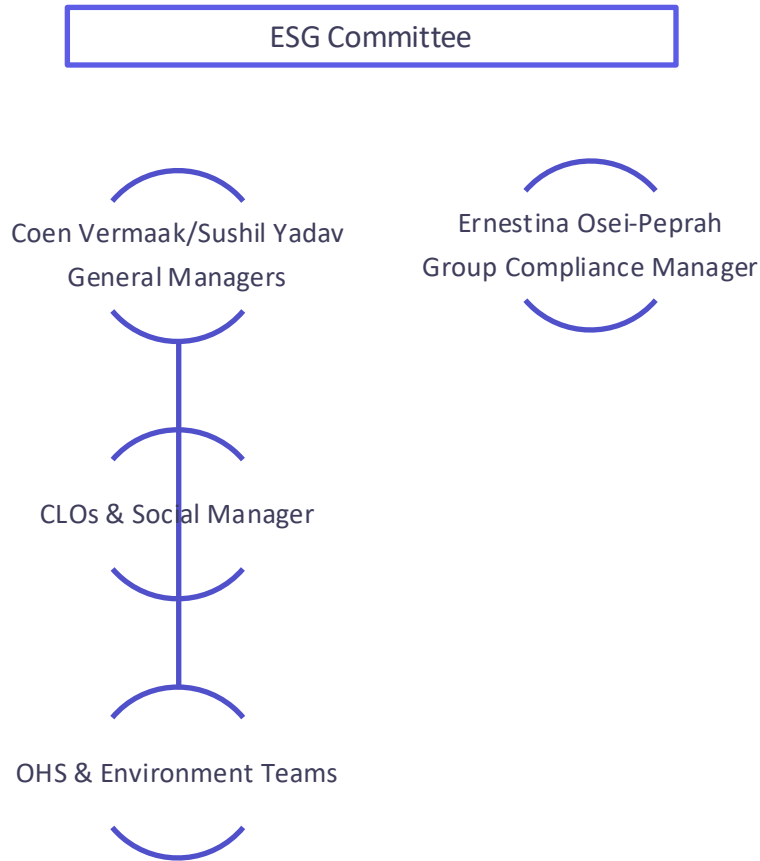 ESG Committee
Coen Vermaak/Sushil Yadav
General Managers
Ernestina Osei-Peprah
Group Compliance Manager
CLOs & Social Manager
OHS & Environment Teams